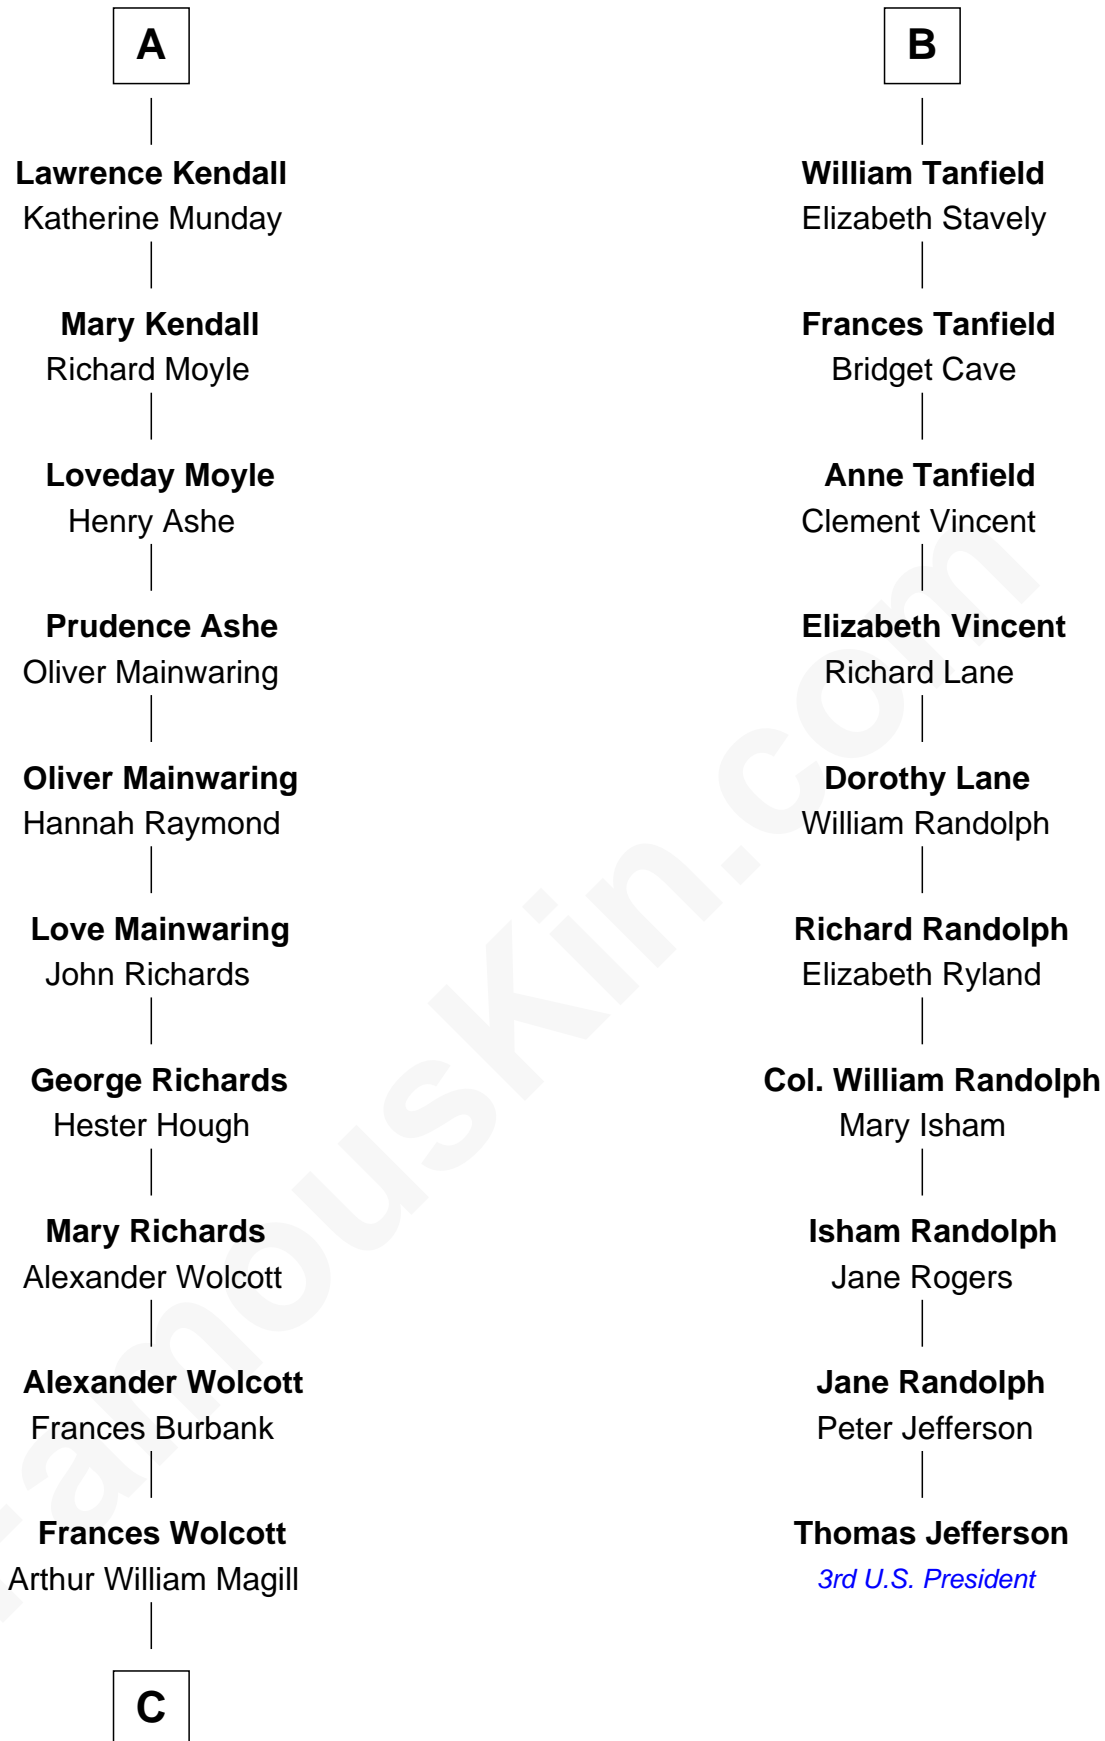 A
Lawrence Kendall
Katherine Munday
Mary Kendall
Richard Moyle
Loveday Moyle
Henry Ashe
Prudence Ashe
Oliver Mainwaring
Oliver Mainwaring
Hannah Raymond
Love Mainwaring
John Richards
George Richards
Hester Hough
Mary Richards
Alexander Wolcott
Alexander Wolcott
Frances Burbank
Frances Wolcott
Arthur William Magill
C
B
William Tanfield
Elizabeth Stavely
Frances Tanfield
Bridget Cave
Anne Tanfield
Clement Vincent
Elizabeth Vincent
Richard Lane
Dorothy Lane
William Randolph
Richard Randolph
Elizabeth Ryland
Col. William Randolph
Mary Isham
Isham Randolph
Jane Rogers
Jane Randolph
Peter Jefferson
Thomas Jefferson
3rd U.S. President
FamousKin.com